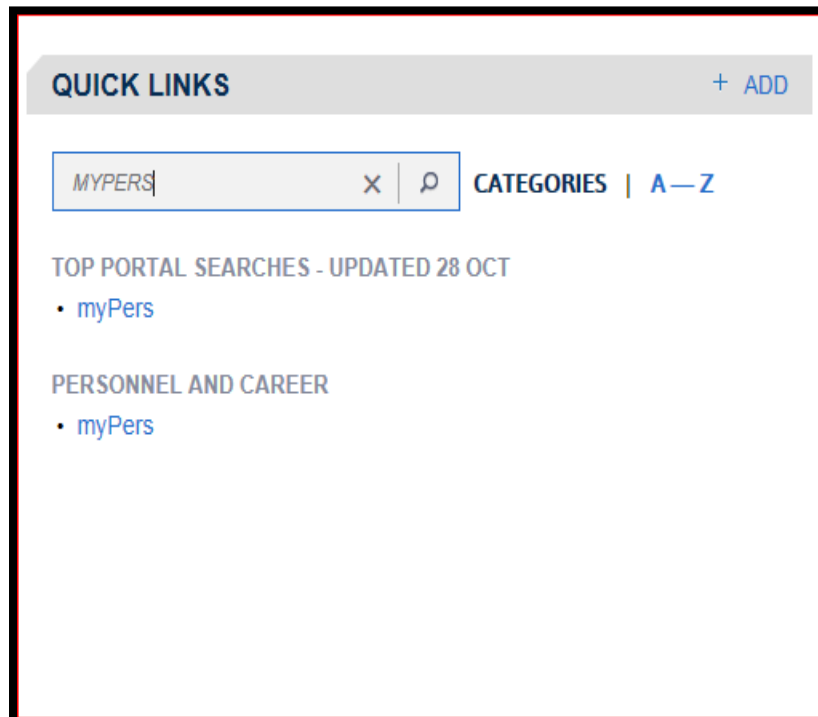 QUICK LINKS + ADD
MYPERS × CATEGORIES | A — Z
TOP PORTAL SEARCHES - UPDATED 28 OCT
• myPers
PERSONNEL AND CAREER
• myPers